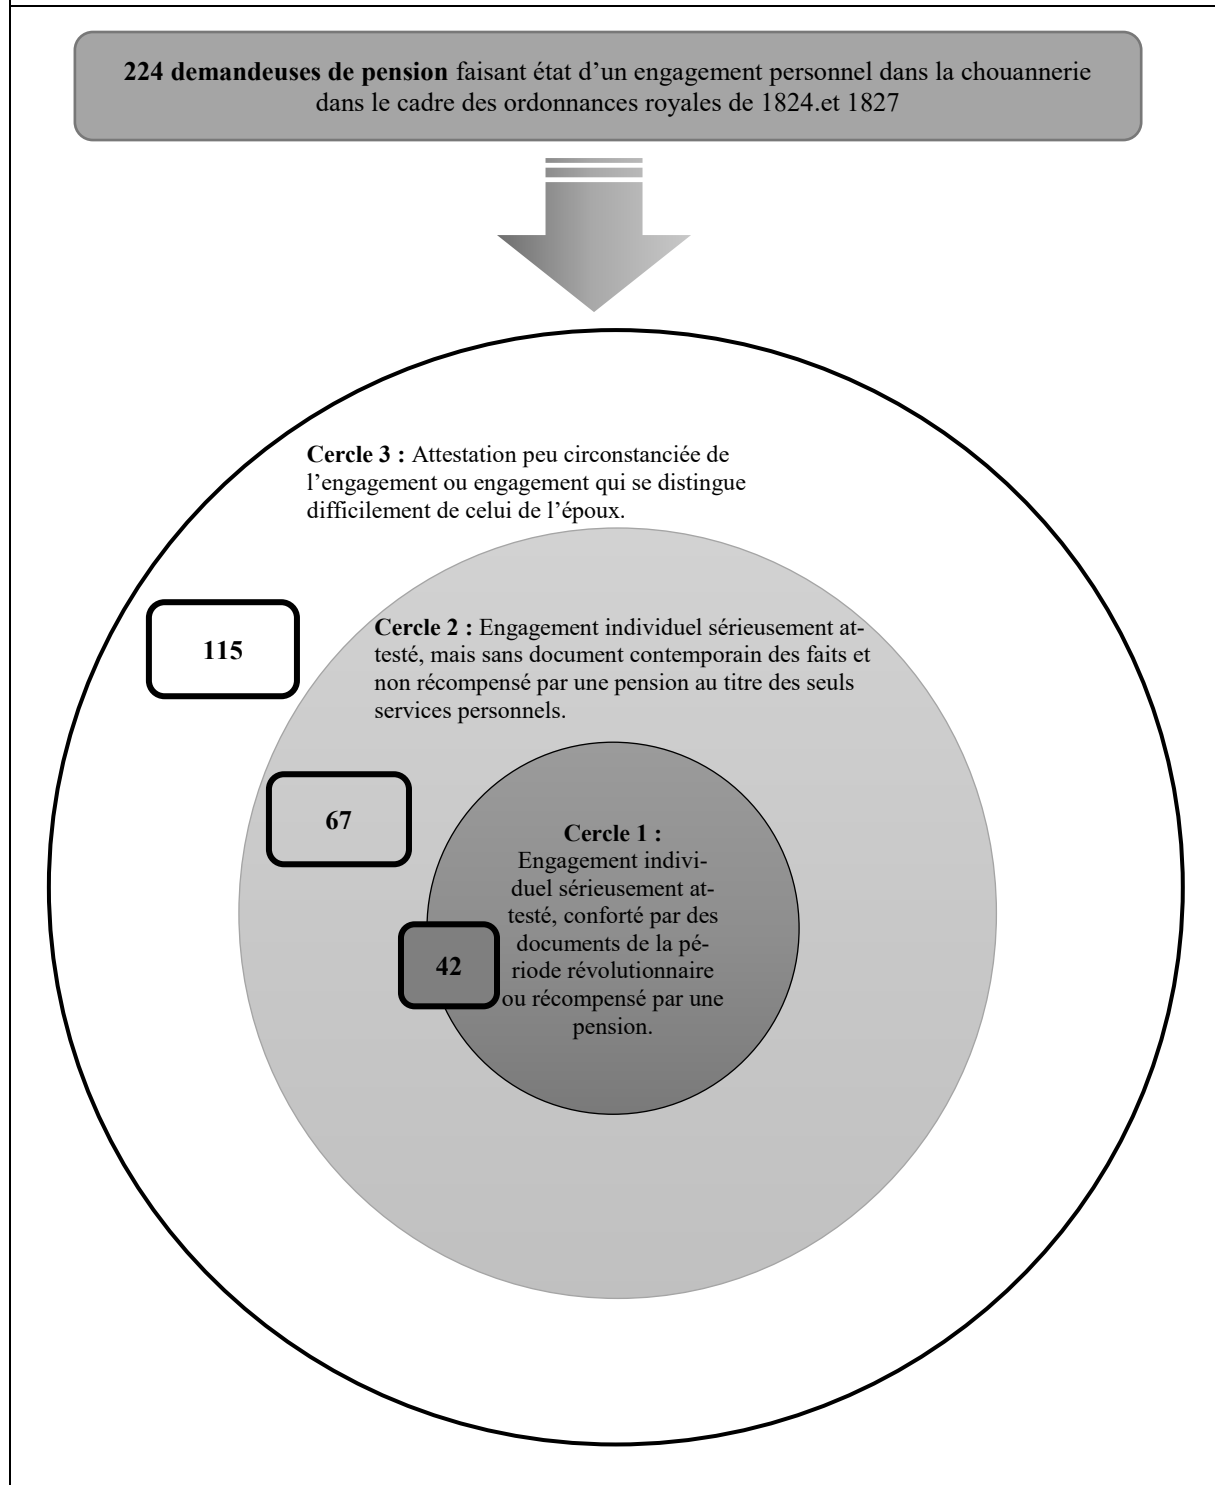 224 demandeuses de pension faisant état d’un engagement personnel dans la chouannerie
dans le cadre des ordonnances royales de 1824.et 1827
Cercle 3 : Attestation peu circonstanciée de
l’engagement ou engagement qui se distingue
difficilement de celui de l’époux.
115
Cercle 2 : Engagement individuel sérieusement at-
testé, mais sans document contemporain des faits et
non récompensé par une pension au titre des seuls
services personnels.
67
Cercle 1 :
Engagement indivi-
duel sérieusement at-
testé, conforté par des
documents de la pé-
riode révolutionnaire
ou récompensé par une
pension.
42